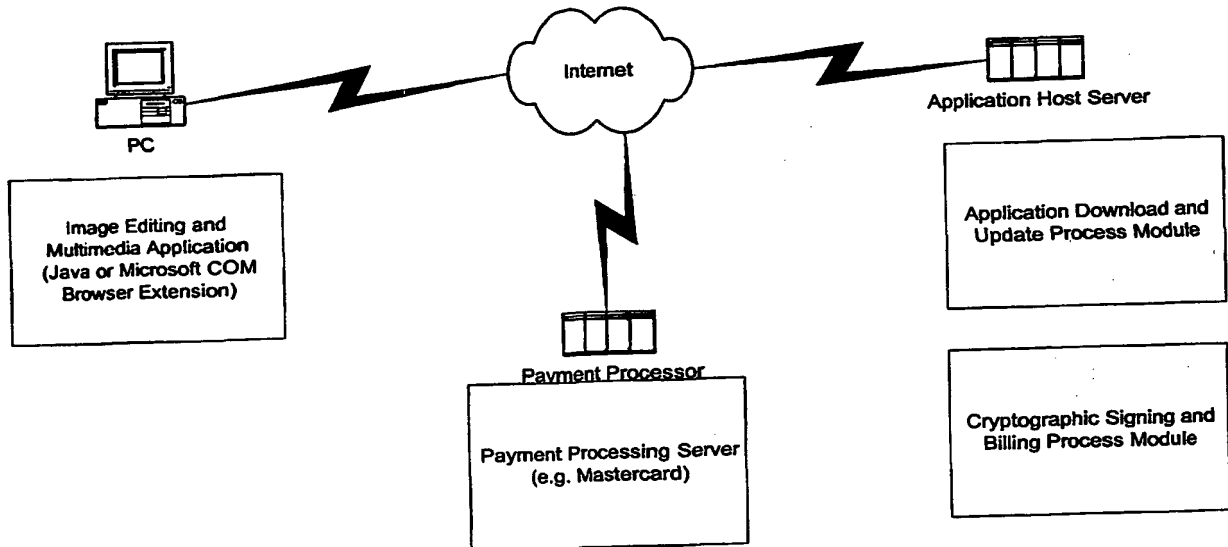 Internet
PC
Application Host Server
Image Editing and
Multimedia Application
(Java or Microsoft COM
Browser Extension)
Application Download and
Update Process Module
Payment Processor
Payment Processing Server
(e.g. Mastercard)
Cryptographic Signing and
Billing Process Module